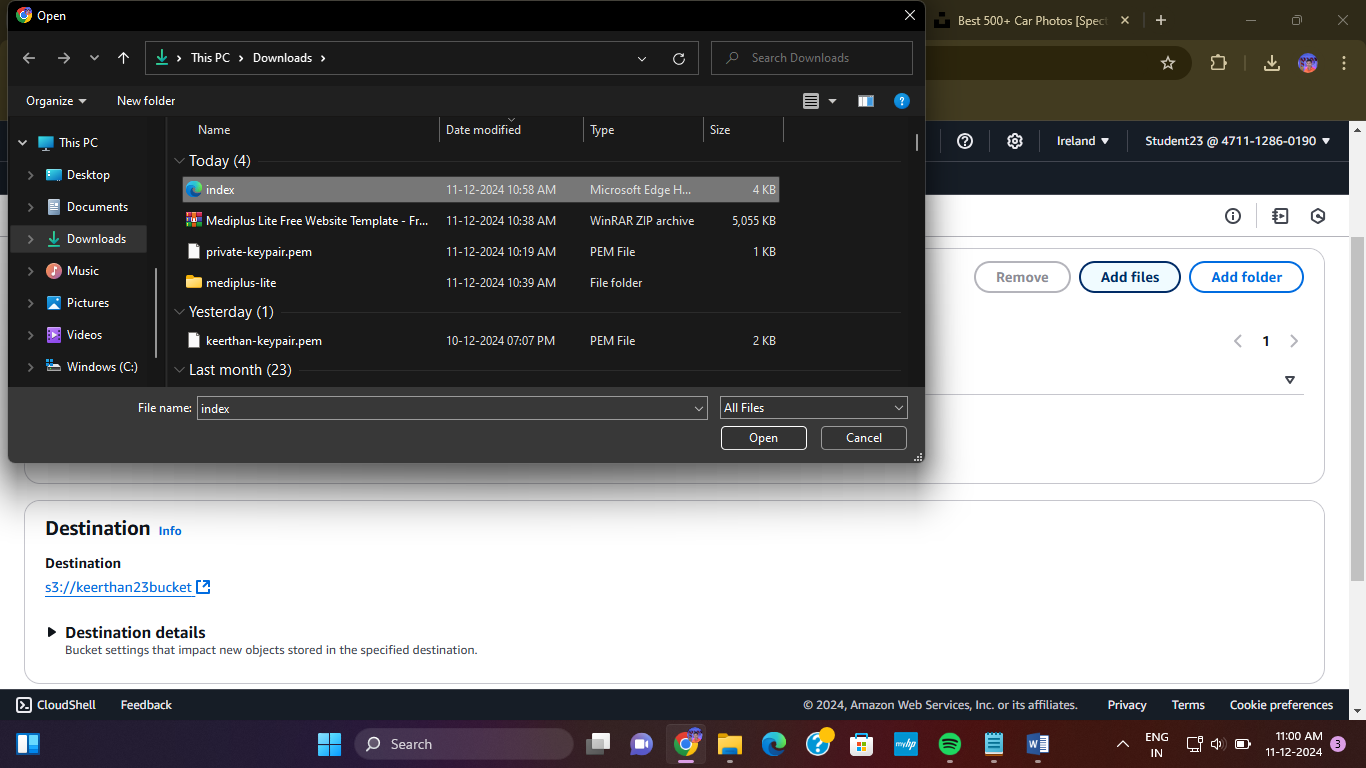 Open
Best 500+ Car Photos [Spect
This PC
Downloads
Search Downloads
Organize
New folder
Name
Date modified
Type
Size
This PC
Desktop
Documents
Downloads
Music
Pictures
Videos
Windows (C:)
Today (4)
index 11-12-2024 10:58 AM Microsoft Edge H... 4 KB
Mediplus Lite Free Website Template - Fr... 11-12-2024 10:38 AM WinRAR ZIP archive 5,055 KB
private-keypair.pem 11-12-2024 10:19 AM PEM File 1 KB
mediplus-lite 11-12-2024 10:39 AM File folder
Yesterday (1)
keerthan-keypair.pem 10-12-2024 07:07 PM PEM File 2 KB
Last month (23)
File name: index
All Files
Open
Cancel
Ireland
Student23 @ 4711-1286-0190
Remove
Add files
Add folder
1
Destination Info
Destination
s3://keerthan23bucket
Destination details
Bucket settings that impact new objects stored in the specified destination.
CloudShell
Feedback
© 2024, Amazon Web Services, Inc. or its affiliates.
Privacy
Terms
Cookie preferences
Search
myhp
ENG
IN
11:00 AM
11-12-2024
3